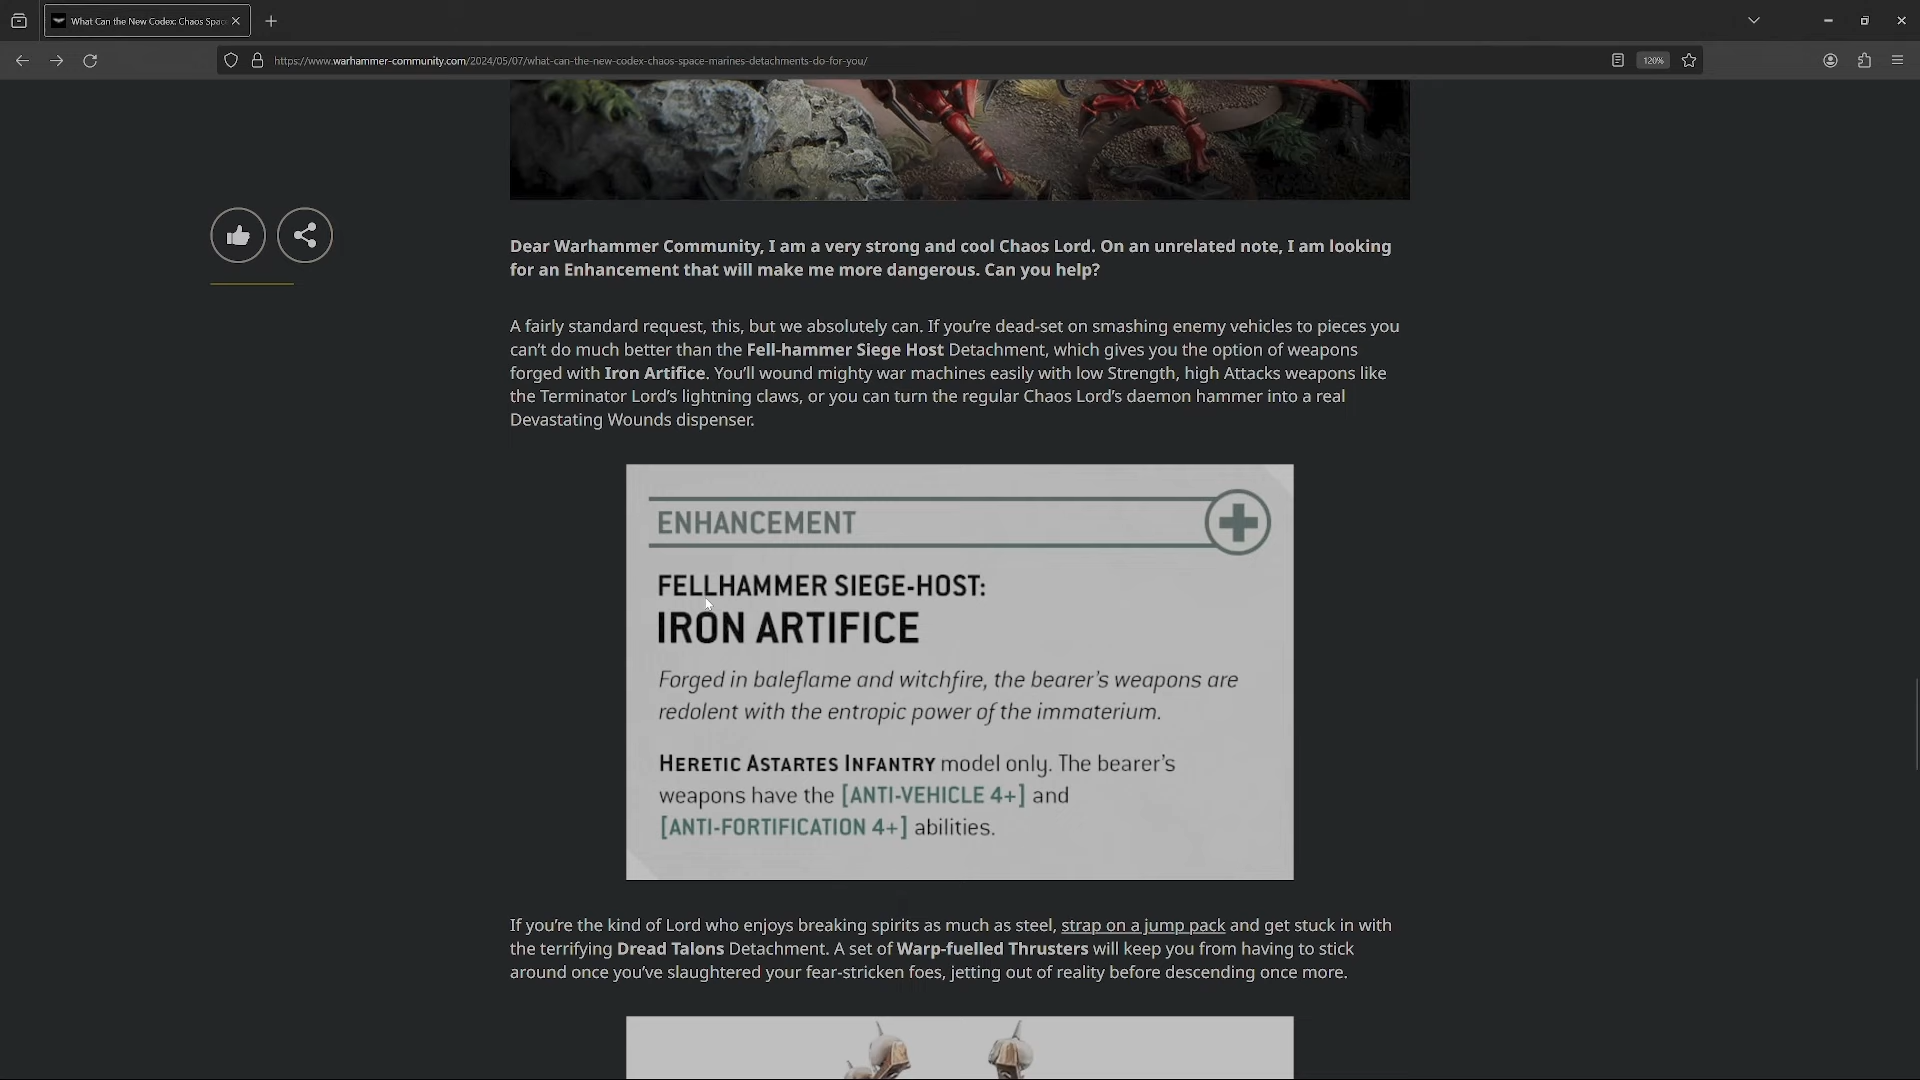 What Can the New Codex: Chaos Spac
https://www.warhammer-community.com/2024/05/07/what-can-the-new-codex-chaos-space-marines-detachments-do-for-you/
120%
Dear Warhammer Community, I am a very strong and cool Chaos Lord. On an unrelated note, I am looking
for an Enhancement that will make me more dangerous. Can you help?
A fairly standard request, this, but we absolutely can. If you’re dead-set on smashing enemy vehicles to pieces you
can’t do much better than the Fell-hammer Siege Host Detachment, which gives you the option of weapons
forged with Iron Artifice. You’ll wound mighty war machines easily with low Strength, high Attacks weapons like
the Terminator Lord’s lightning claws, or you can turn the regular Chaos Lord’s daemon hammer into a real
Devastating Wounds dispenser.
ENHANCEMENT
FELLHAMMER SIEGE-HOST:
IRON ARTIFICE
Forged in baleflame and witchfire, the bearer’s weapons are
redolent with the entropic power of the immaterium.
HERETIC ASTARTES INFANTRY model only. The bearer’s
weapons have the [ANTI-VEHICLE 4+] and
[ANTI-FORTIFICATION 4+] abilities.
If you’re the kind of Lord who enjoys breaking spirits as much as steel, strap on a jump pack and get stuck in with
the terrifying Dread Talons Detachment. A set of Warp-fuelled Thrusters will keep you from having to stick
around once you’ve slaughtered your fear-stricken foes, jetting out of reality before descending once more.